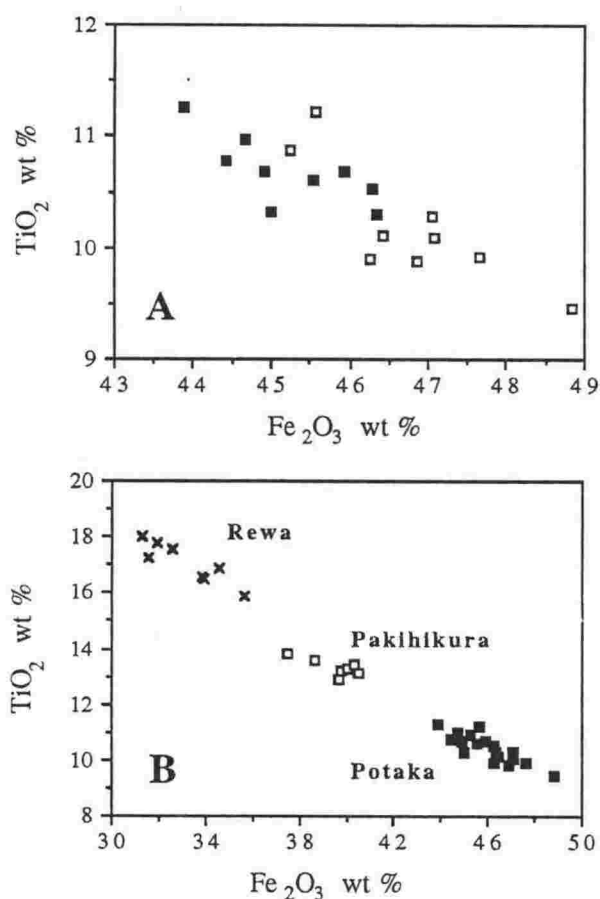 12
11
10
9
TiO2 wt %
A
43 44 45 46 47 48 49
Fe2O3 wt %
20
18
16
14
12
10
8
TiO2 wt %
Rewa
Pakihikura
Potaka
B
30 34 38 42 46 50
Fe2O3 wt %